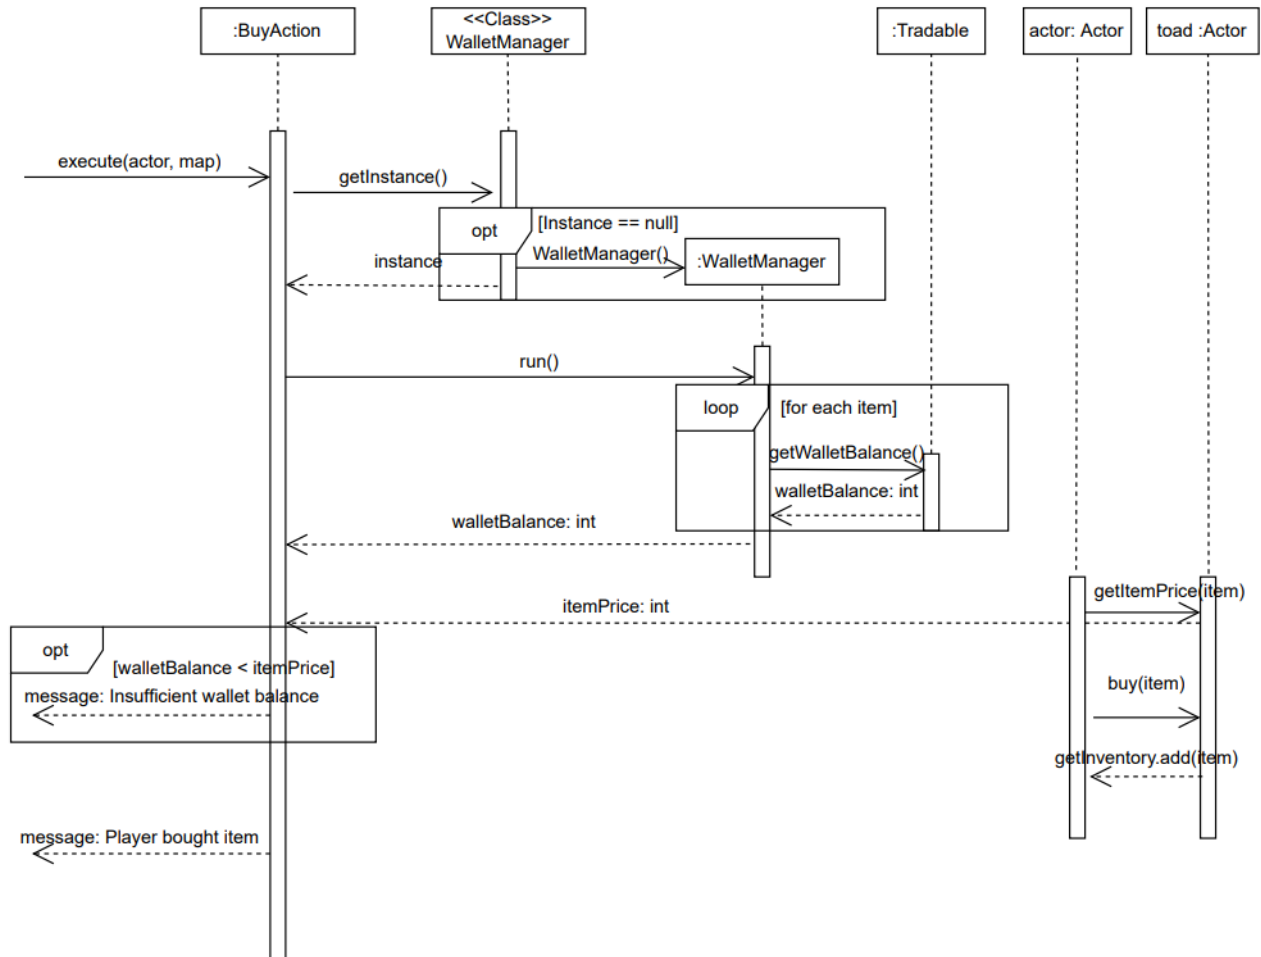 :BuyAction
<<Class>>
WalletManager
:Tradable
actor: Actor
toad :Actor
execute(actor, map)
getInstance()
opt
[Instance == null]
WalletManager()
:WalletManager
instance
run()
loop
[for each item]
getWalletBalance()
walletBalance: int
walletBalance: int
getItemPrice(item)
itemPrice: int
opt
[walletBalance < itemPrice]
message: Insufficient wallet balance
buy(item)
getInventory.add(item)
message: Player bought item